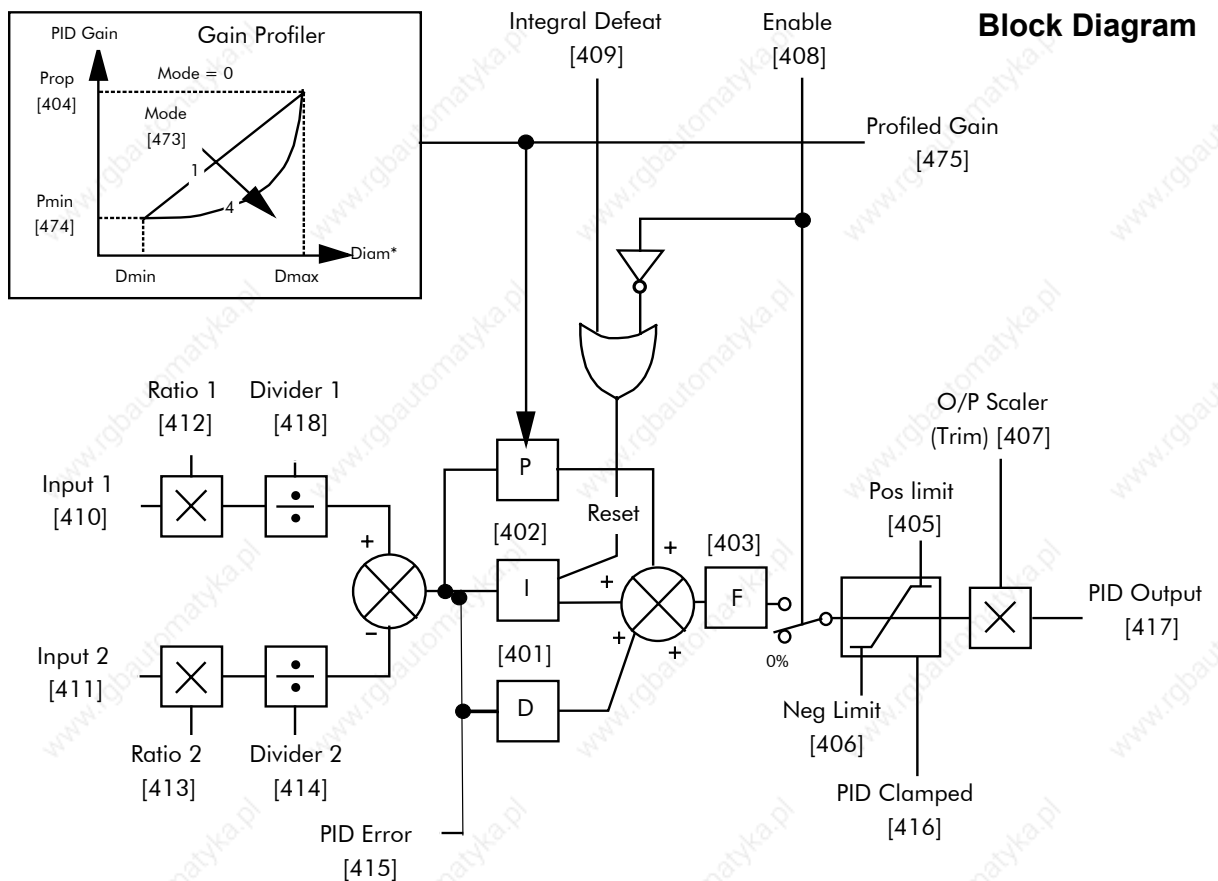 Block Diagram
PID Gain
Gain Profiler
Prop
[404]
Mode = 0
Mode
[473]
1
4
Pmin
[474]
Diam*
Dmin
Dmax
Integral Defeat
[409]
Enable
[408]
Profiled Gain
[475]
Ratio 1
[412]
Divider 1
[418]
Input 1
[410]
+
-
Input 2
[411]
Ratio 2
[413]
Divider 2
[414]
PID Error
[415]
P
Reset
[402]
I
[401]
D
+
+
+
+
[403]
F
0%
O/P Scaler
(Trim) [407]
Pos limit
[405]
Neg Limit
[406]
PID Clamped
[416]
PID Output
[417]
www.rgbautomatyka.pl